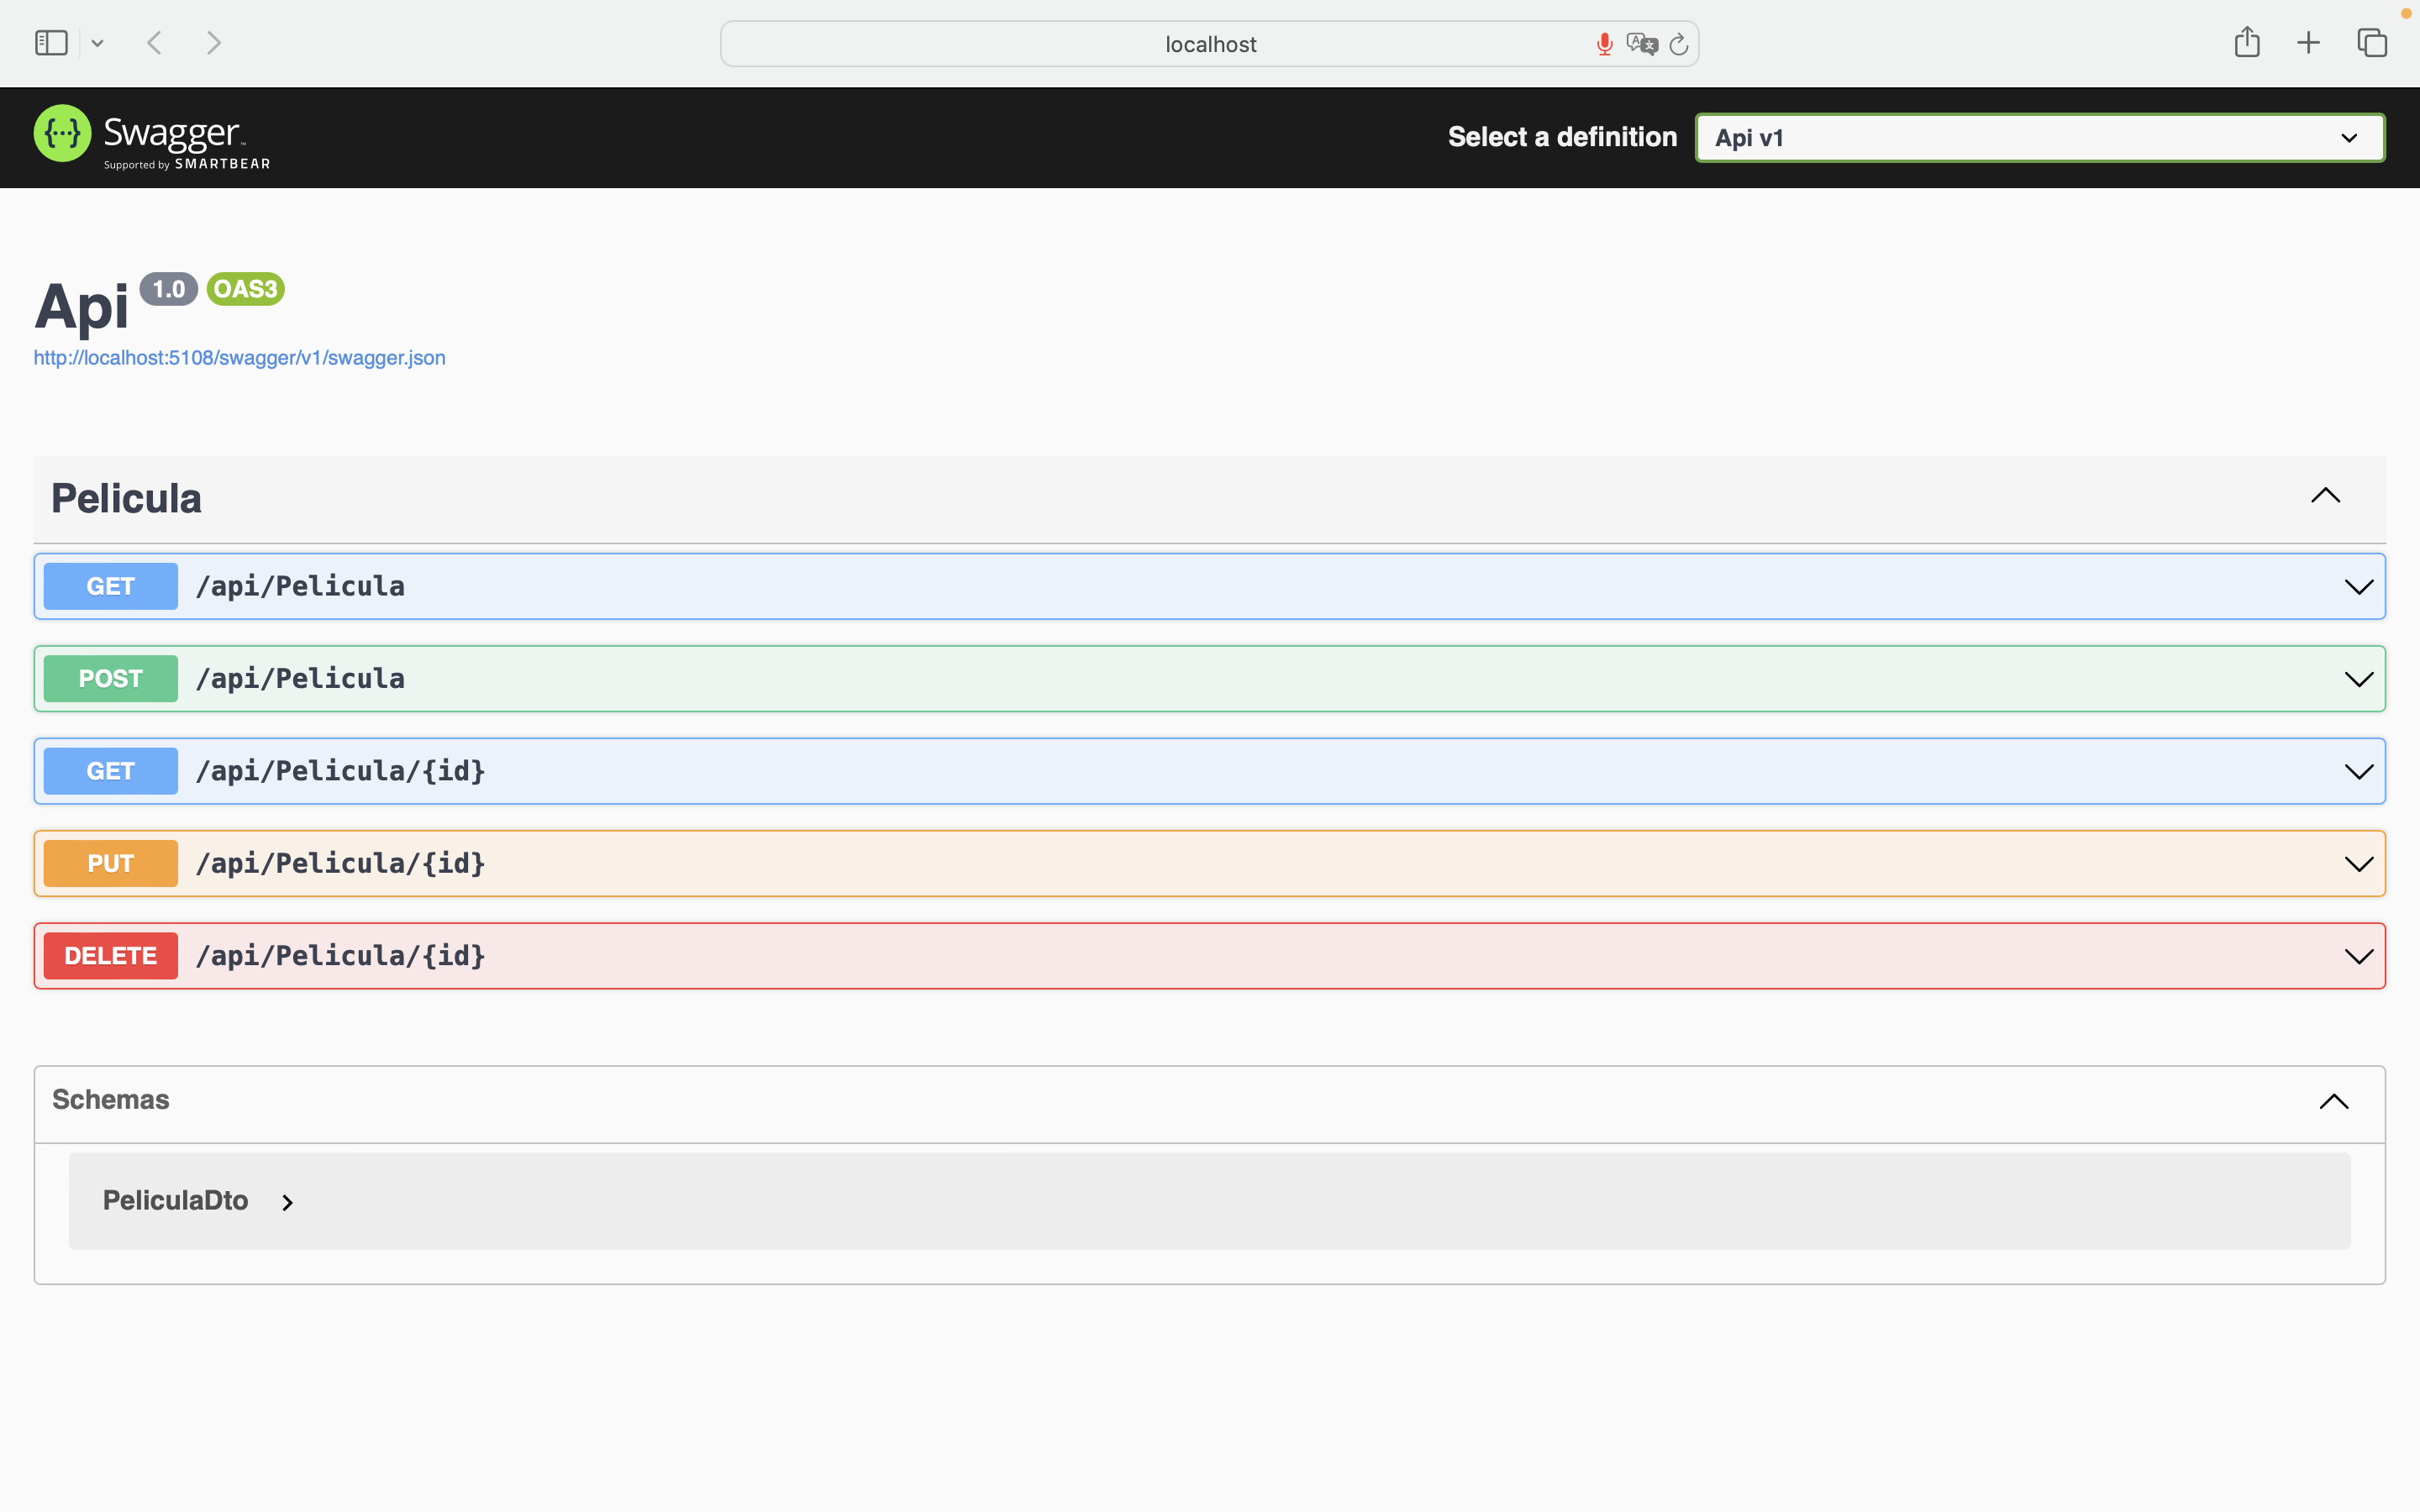 localhost
Swagger™
Supported by SMARTBEAR
Select a definition
Api v1
Api 1.0 OAS3
http://localhost:5108/swagger/v1/swagger.json
Pelicula
GET /api/Pelicula
POST /api/Pelicula
GET /api/Pelicula/{id}
PUT /api/Pelicula/{id}
DELETE /api/Pelicula/{id}
Schemas
PeliculaDto